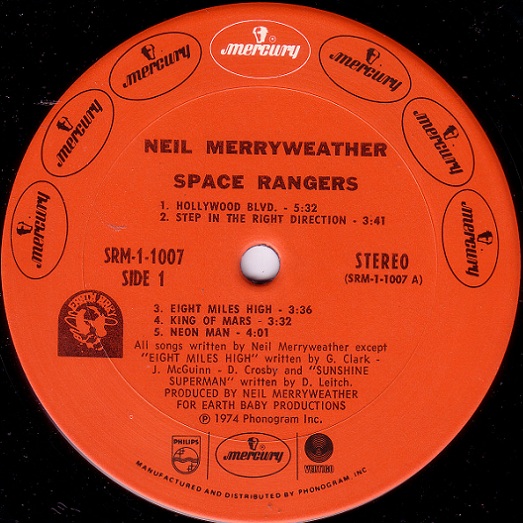 mercury
mercury
mercury
mercury
mercury
mercury
mercury
NEIL MERRYWEATHER
SPACE RANGERS
1. HOLLYWOOD BLVD. - 5:32
2. STEP IN THE RIGHT DIRECTION - 3:41
SRM-1-1007
SIDE 1
STEREO
(SRM-1-1007 A)
3. EIGHT MILES HIGH - 3:36
4. KING OF MARS - 3:32
5. NEON MAN - 4:01
All songs written by Neil Merryweather except
"EIGHT MILES HIGH" written by G. Clark -
J. McGuinn - D. Crosby and "SUNSHINE
SUPERMAN" written by D. Leitch.
PRODUCED BY NEIL MERRYWEATHER
FOR EARTH BABY PRODUCTIONS
Ⓟ 1974 Phonogram Inc.
PHILIPS
mercury
VERTIGO
MANUFACTURED AND DISTRIBUTED BY PHONOGRAM, INC.